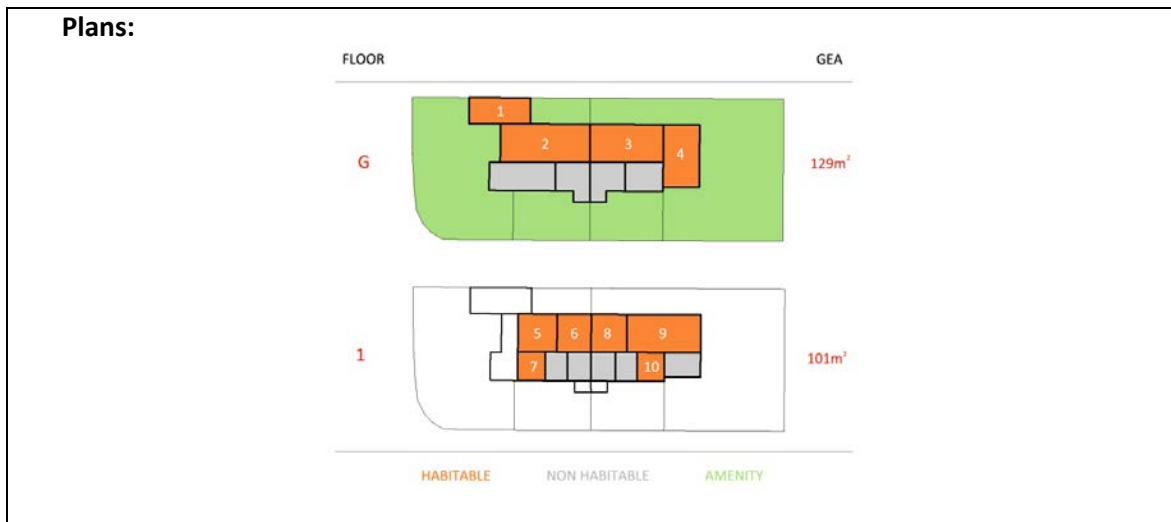 Plans:
FLOOR GEA
1
2 3 4
G 129m²
5 6 8 9
1 101m²
7 10
HABITABLE NON HABITABLE AMENITY